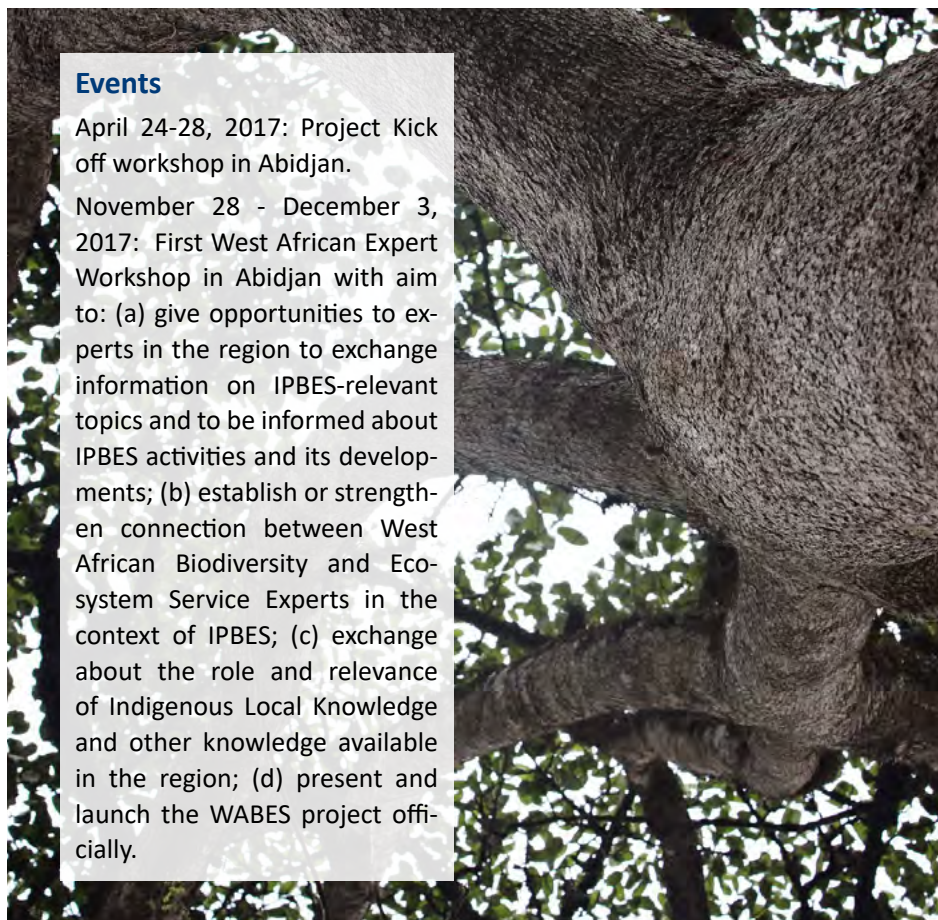 Events
April 24-28, 2017: Project Kick
off workshop in Abidjan.
November 28 - December 3,
2017: First West African Expert
Workshop in Abidjan with aim
to: (a) give opportunities to ex-
perts in the region to exchange
information on IPBES-relevant
topics and to be informed about
IPBES activities and its develop-
ments; (b) establish or strength-
en connection between West
African Biodiversity and Eco-
system Service Experts in the
context of IPBES; (c) exchange
about the role and relevance
of Indigenous Local Knowledge
and other knowledge available
in the region; (d) present and
launch the WABES project offi-
cially.